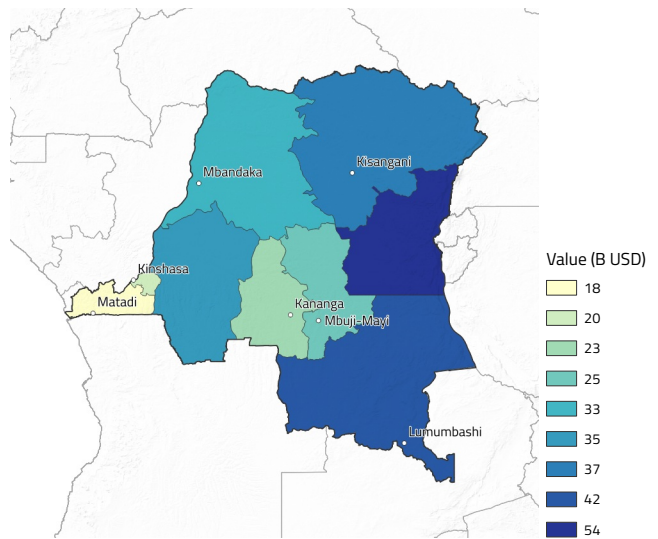 Mbandaka
Kisangani
Kinshasa
Matadi
Kananga
Mbuji-Mayi
Lumumbashi
Value (B USD)
18
20
23
25
33
35
37
42
54